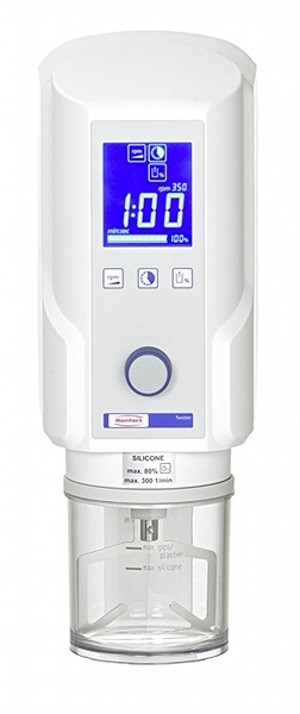 rpm
%
rpm 350
1:00
min:sec
100%
rpm
%
Renfert
Twister
SILICONE
max. 80%
max. 300 1/min
max. gps/
plaster
max. silicone